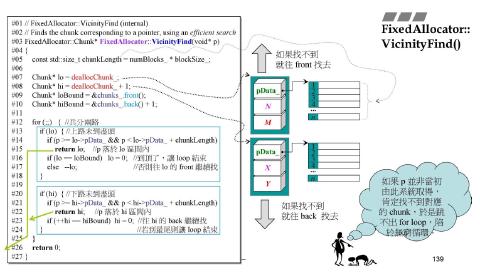 #01 // FixedAllocator::VicinityFind (internal)
#02 // Finds the chunk corresponding to a pointer, using an efficient search
#03 FixedAllocator::Chunk* FixedAllocator::VicinityFind(void* p)
#04 {
#05 const std::size_t chunkLength = numBlocks_ * blockSize_;
#06
#07 Chunk* lo = deallocChunk_;
#08 Chunk* hi = deallocChunk_ + 1;
#09 Chunk* loBound = &chunks_.front();
#10 Chunk* hiBound = &chunks_.back() + 1;
#11
#12 for (;;) { //兵分兩路
#13 if (lo) { //上路未到盡頭
#14 if (p >= lo->pData_ && p < lo->pData_ + chunkLength)
#15 return lo; //p 落於 lo 區間內
#16 if (lo == loBound) lo = 0; //到頂了，讓 loop 結束
#17 else --lo; //否則往 lo 的 front 繼續找
#18 }
#19
#20 if (hi) { //下路未到盡頭
#21 if (p >= hi->pData_ && p < hi->pData_ + chunkLength)
#22 return hi; //p 落於 hi 區間內
#23 if (++hi == hiBound) hi = 0; //往 hi 的 back 繼續找
#24 } //若到最尾則讓 loop 結束
#25 }
#26 return 0;
#27 }
FixedAllocator::
VicinityFind()
如果找不到
就往 front 找去
pData_
N
M
pData_
X
Y
如果找不到
就往 back 找去
如果 p 並非當初
由此系統取得，
肯定找不到對應
的 chunk，於是跳
不出 for loop，陷
於無窮循環。
139